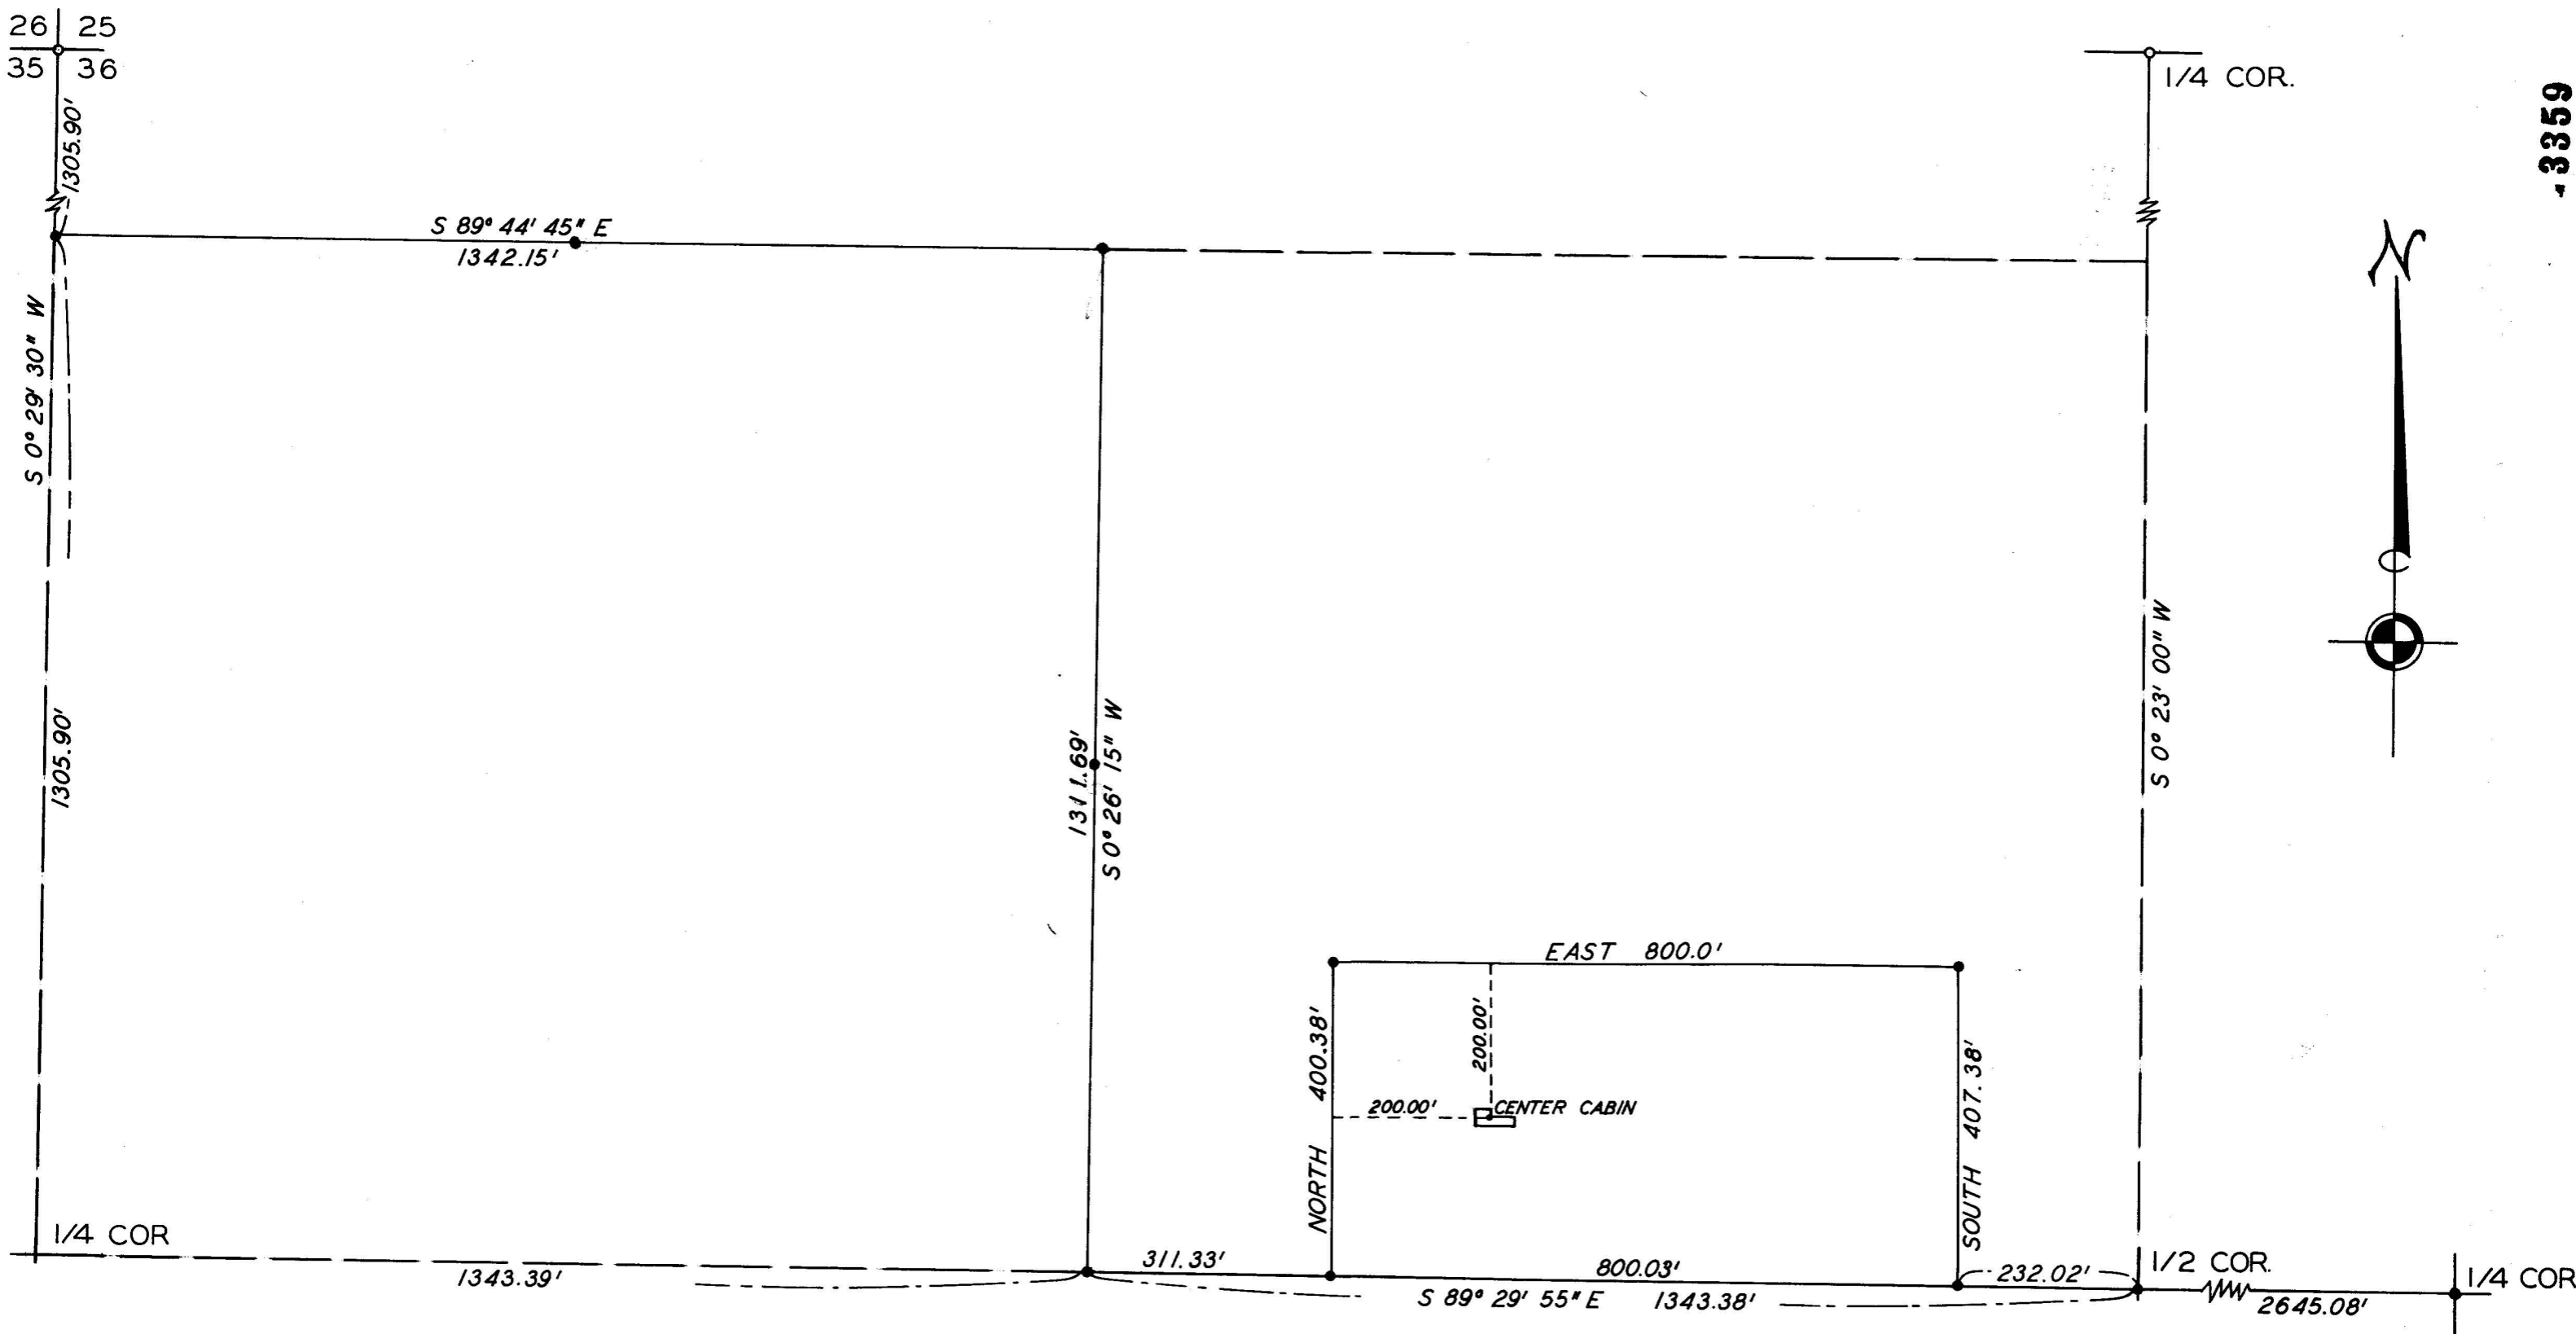 26 25
35 36
1305.90'
1/4 COR.
-3359
N
S 89° 44' 45" E
1342.15'
S 0° 29' 30" W
1305.90'
1311.69'
S 0° 26' 15" W
S 0° 23' 00" W
EAST 800.0'
NORTH 400.38'
200.00'
200.00'
CENTER CABIN
SOUTH 407.38'
1/4 COR
1343.39'
311.33'
800.03'
232.02'
S 89° 29' 55" E 1343.38'
1/2 COR.
2645.08'
1/4 COR